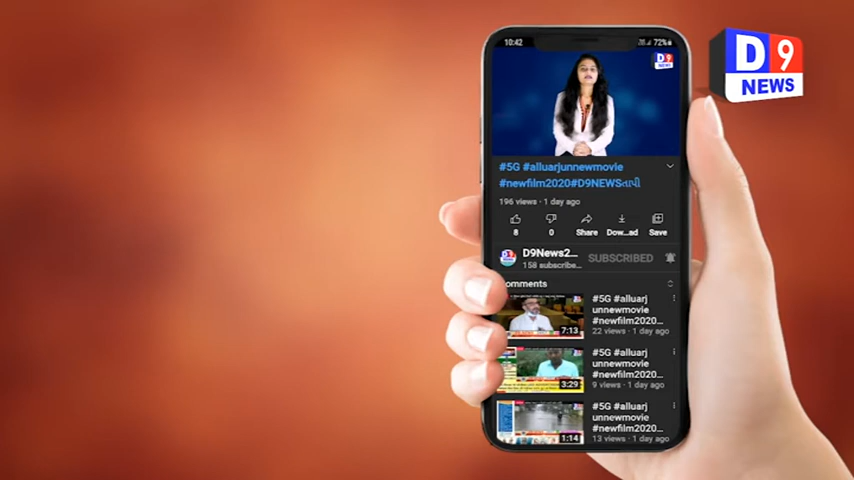 10:42
72%
D9
NEWS
D9
NEWS
#5G #alluarjunnewmovie
#newfilm2020#D9NEWSતાપી
196 views · 1 day ago
8
0
Share
Dow...ad
Save
D9News2...
158 subscribe...
SUBSCRIBED
omments
#5G #alluarj
unnewmovie
#newfilm2020...
22 views · 1 day ago
7:13
#5G #alluarj
unnewmovie
#newfilm2020...
9 views · 1 day ago
3:29
#5G #alluarj
unnewmovie
#newfilm2020...
13 views · 1 day ago
1:14